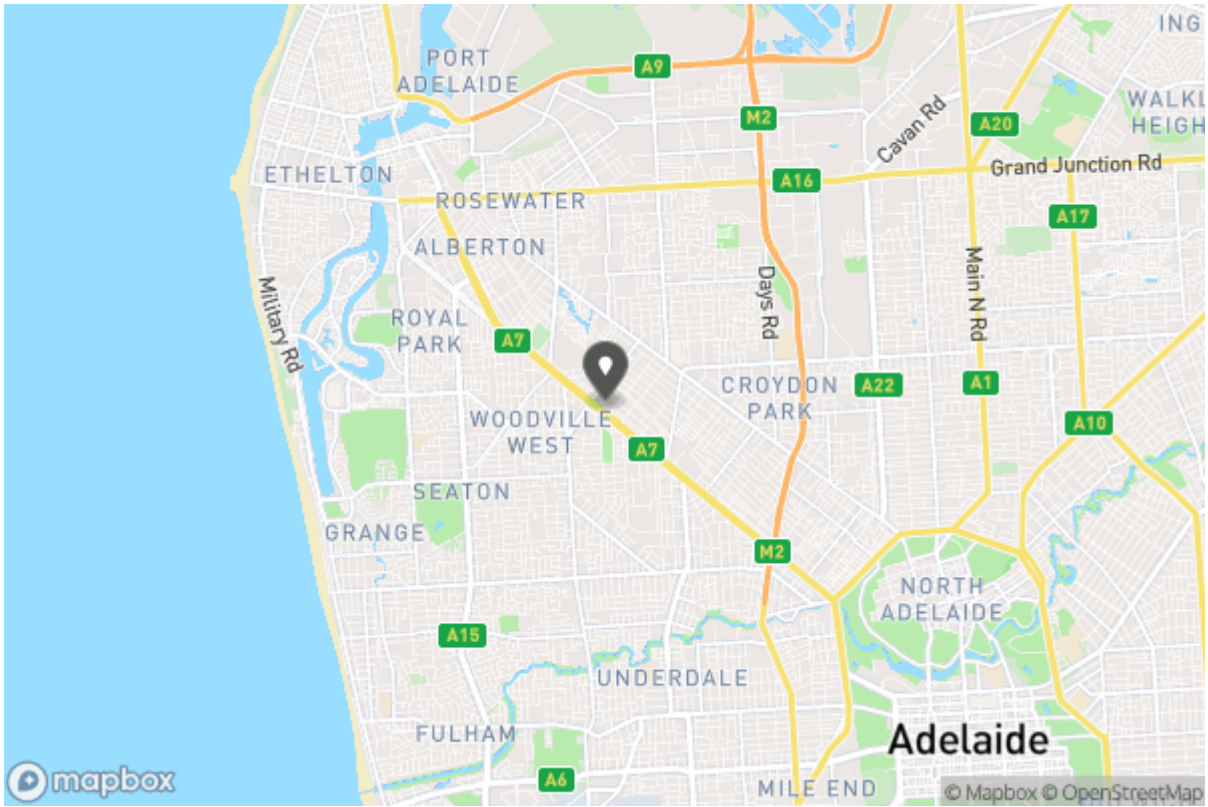 ING
PORT
ADELAIDE
A9
WALKL
HEIGH
M2
A20
Cavan Rd
Grand Junction Rd
ETHELTON
A16
ROSEWATER
A17
ALBERTON
Military Rd
Days Rd
Main N Rd
ROYAL
PARK
A7
CROYDON
PARK
A22
A1
WOODVILLE
WEST
A10
A7
SEATON
GRANGE
M2
NORTH
ADELAIDE
A15
UNDERDALE
FULHAM
Adelaide
A6
MILE END
mapbox
© Mapbox © OpenStreetMap